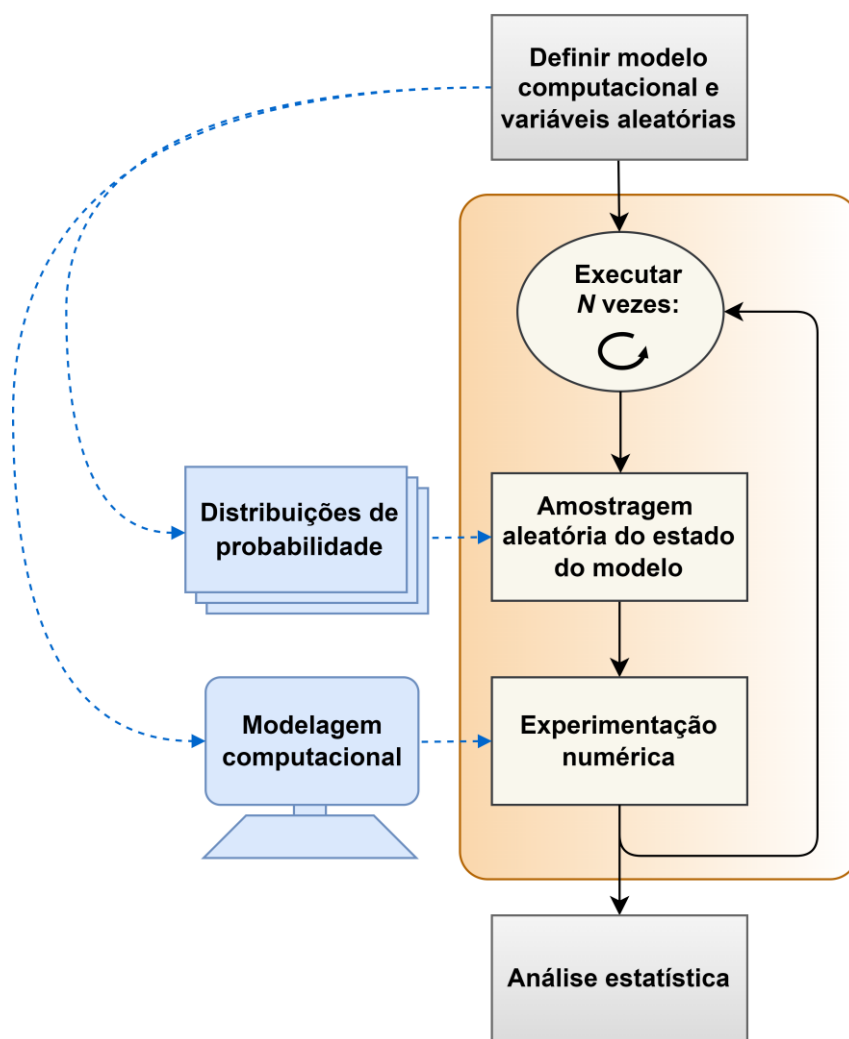 Definir modelo
computacional e
variáveis aleatórias
Executar
N vezes:
Distribuições de
probabilidade
Amostragem
aleatória do estado
do modelo
Modelagem
computacional
Experimentação
numérica
Análise estatística